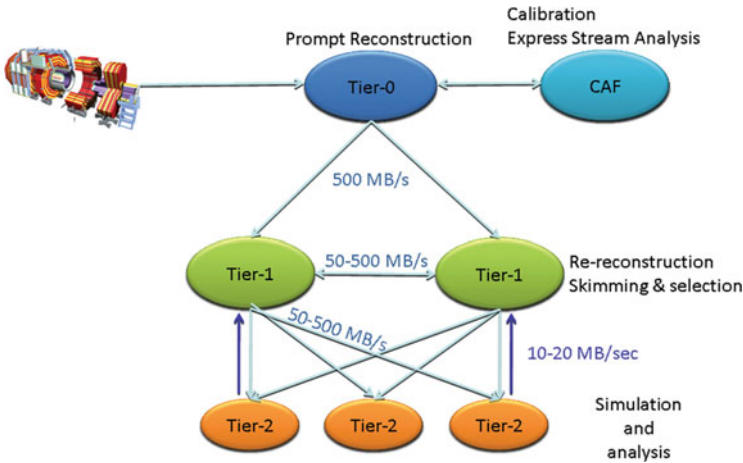 Calibration
Prompt Reconstruction
Express Stream Analysis
Tier-0
CAF
500 MB/s
50-500 MB/s
Tier-1
Tier-1
Re-reconstruction
Skimming & selection
50-500 MB/s
10-20 MB/sec
Tier-2
Tier-2
Tier-2
Simulation
and
analysis